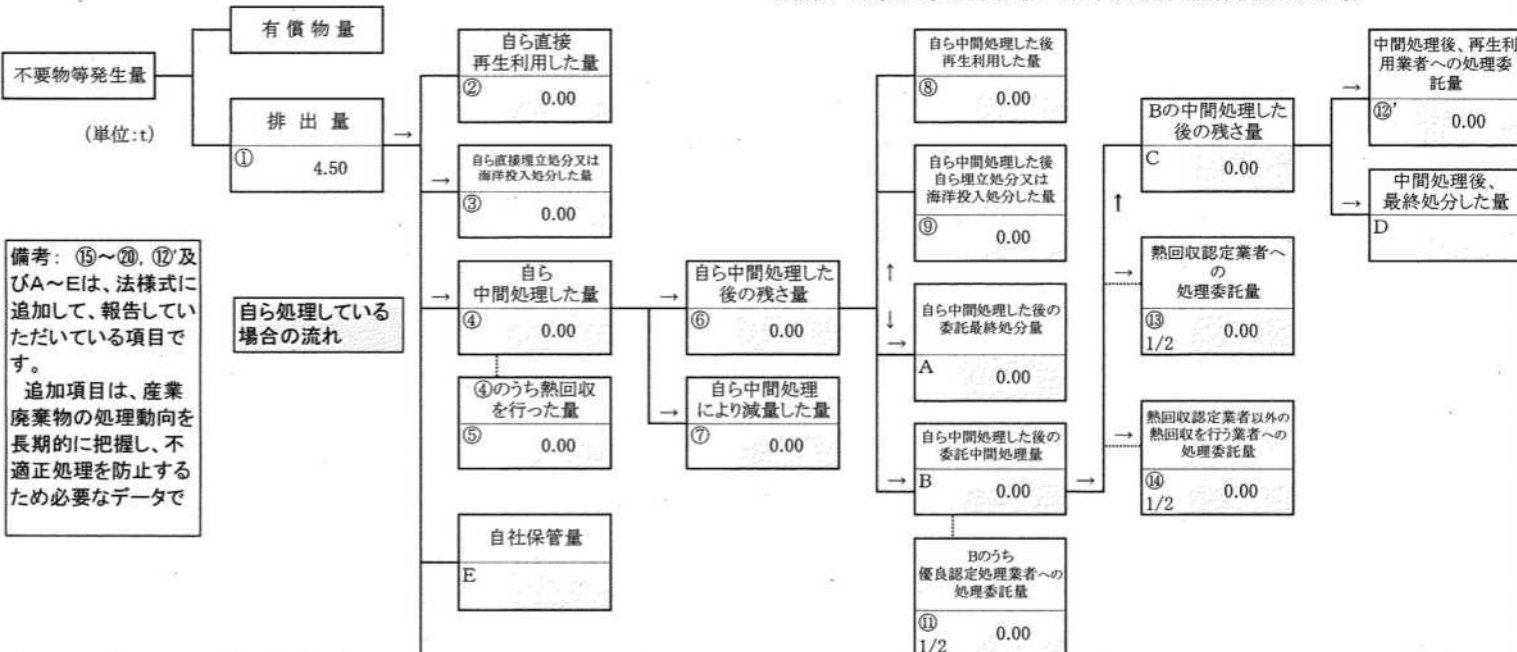 不要物等発生量
(単位:t)
有償物量
排出量
①
4.50
→
備考: ⑮～⑳, ⑫'及
びA～Eは、法様式に
追加して、報告してい
ただいている項目で
す。
追加項目は、産業
廃棄物の処理動向を
長期的に把握し、不
適正処理を防止する
ため必要なデータで
自ら処理している
場合の流れ
自ら直接
再生利用した量
②
0.00
→
自ら直接埋立処分又は
海洋投入処分した量
③
0.00
→
自ら
中間処理した量
④
0.00
④のうち熱回収
を行った量
⑤
0.00
自社保管量
E
→
自ら中間処理した
後の残さ量
⑥
0.00
→
自ら中間処理
により減量した量
⑦
0.00
自ら中間処理した後
再生利用した量
⑧
0.00
自ら中間処理した後
自ら埋立処分又は
海洋投入処分した量
⑨
0.00
↑
↓
→
自ら中間処理した後の
委託最終処分量
A
0.00
→
自ら中間処理した後の
委託中間処理量
B
0.00
→
Bのうち
優良認定処理業者への
処理委託量
⑪
1/2
0.00
Bの中間処理した
後の残さ量
C
0.00
↑
→
熱回収認定業者へ
の
処理委託量
⑬
1/2
0.00
→
熱回収認定業者以外の
熱回収を行う業者への
処理委託量
⑭
1/2
0.00
→
中間処理後、再生利
用業者への処理委
託量
⑫'
0.00
→
中間処理後、
最終処分した量
D